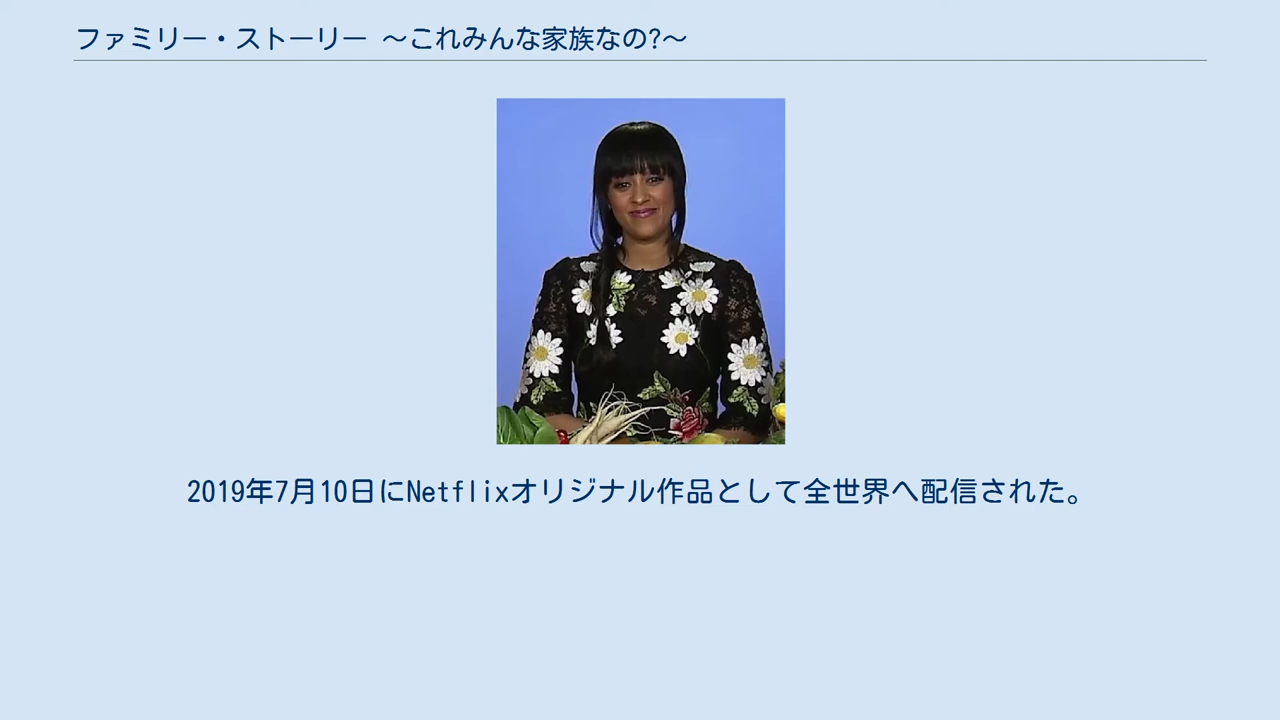 ファミリー・ストーリー ～これみんな家族なの?～
2019年7月10日にNetflixオリジナル作品として全世界へ配信された。